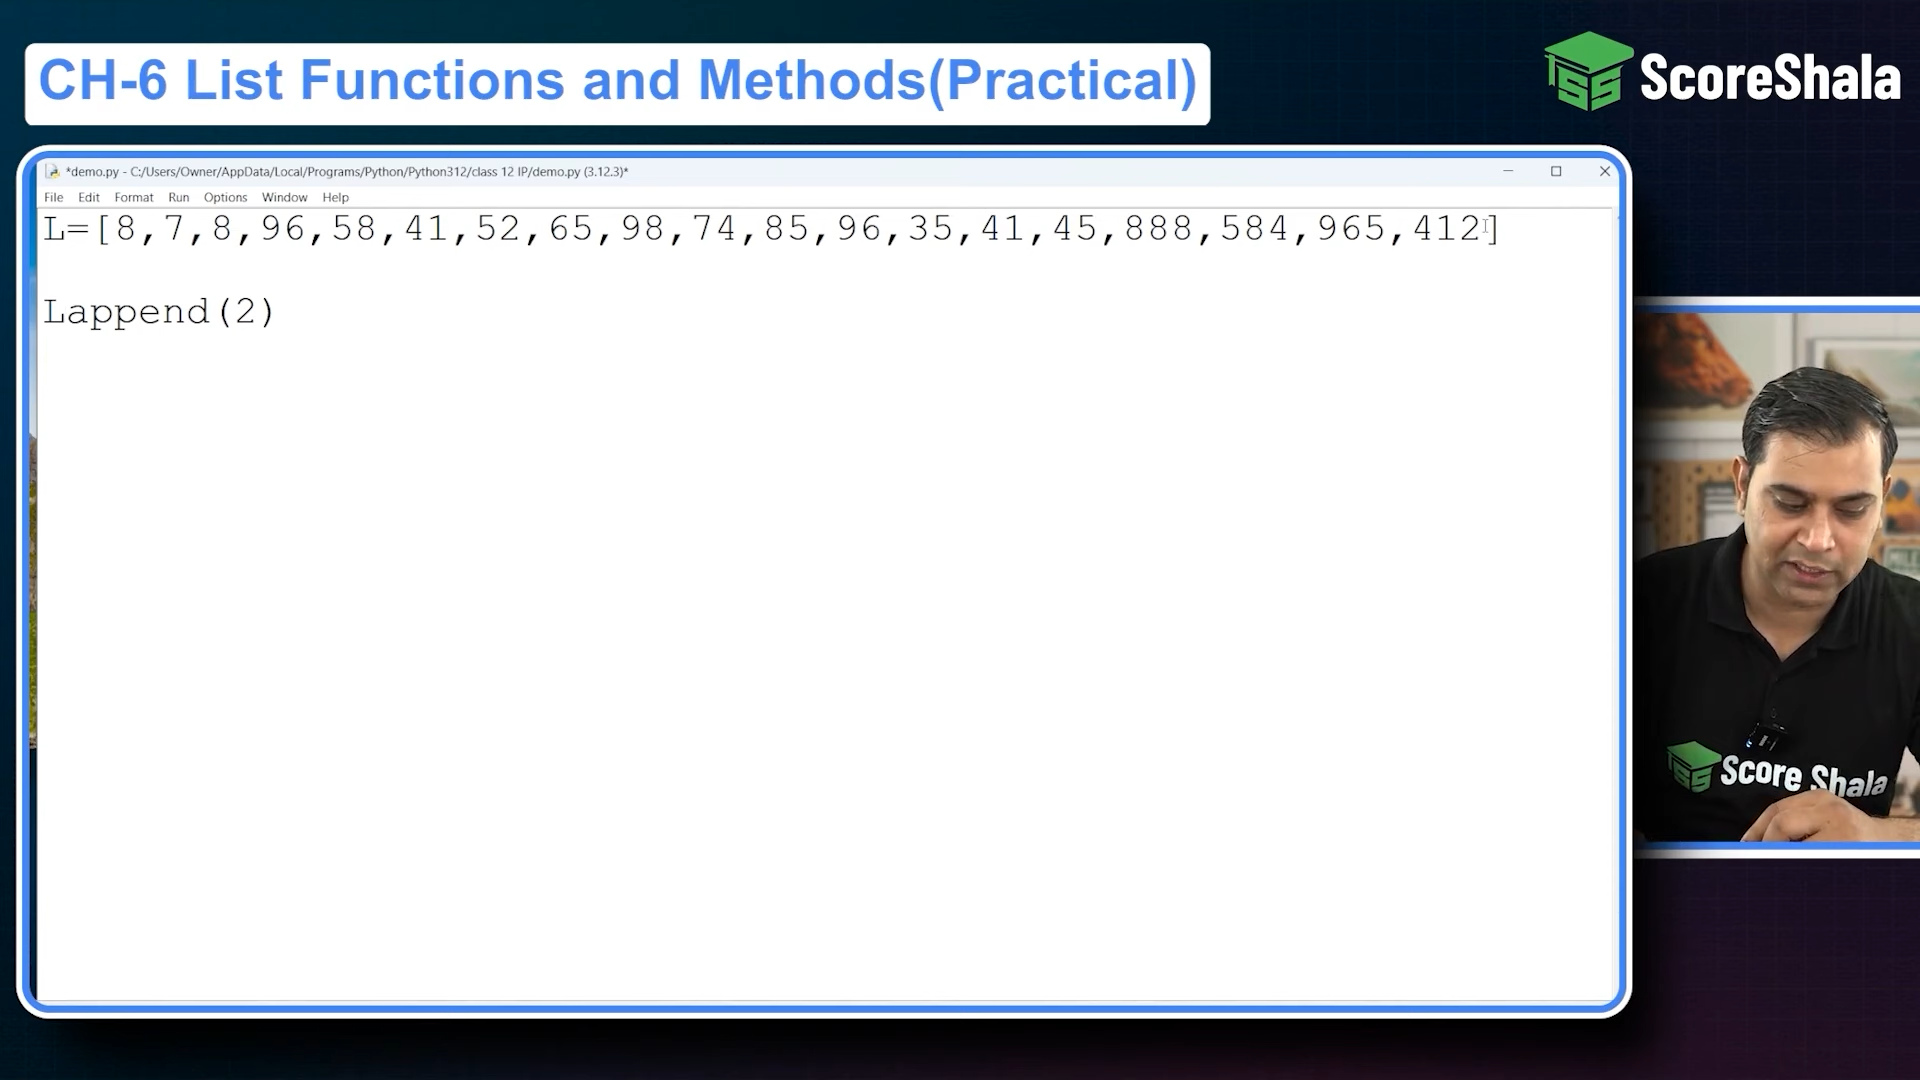 CH-6 List Functions and Methods(Practical)
ScoreShala
*demo.py - C:/Users/Owner/AppData/Local/Programs/Python/Python312/class 12 IP/demo.py (3.12.3)*
File Edit Format Run Options Window Help
L=[8,7,8,96,58,41,52,65,98,74,85,96,35,41,45,888,584,965,412]
Lappend(2)
Score Shala